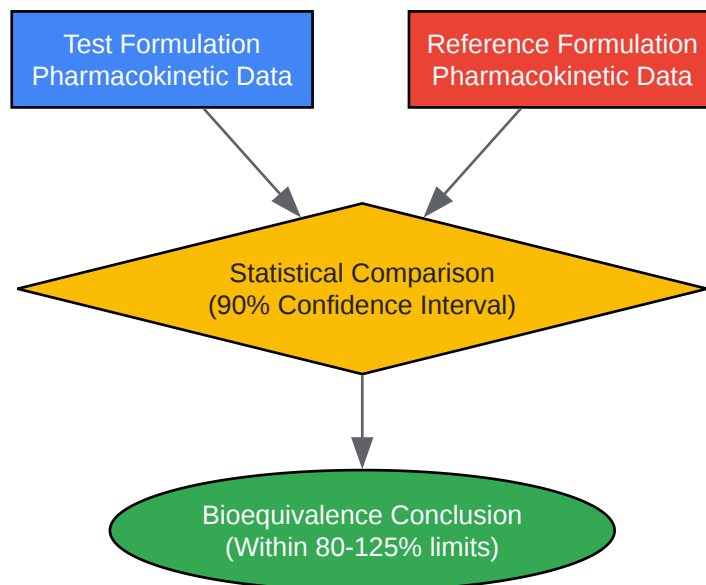 Test Formulation
Pharmacokinetic Data
Reference Formulation
Pharmacokinetic Data
Statistical Comparison
(90% Confidence Interval)
Bioequivalence Conclusion
(Within 80-125% limits)